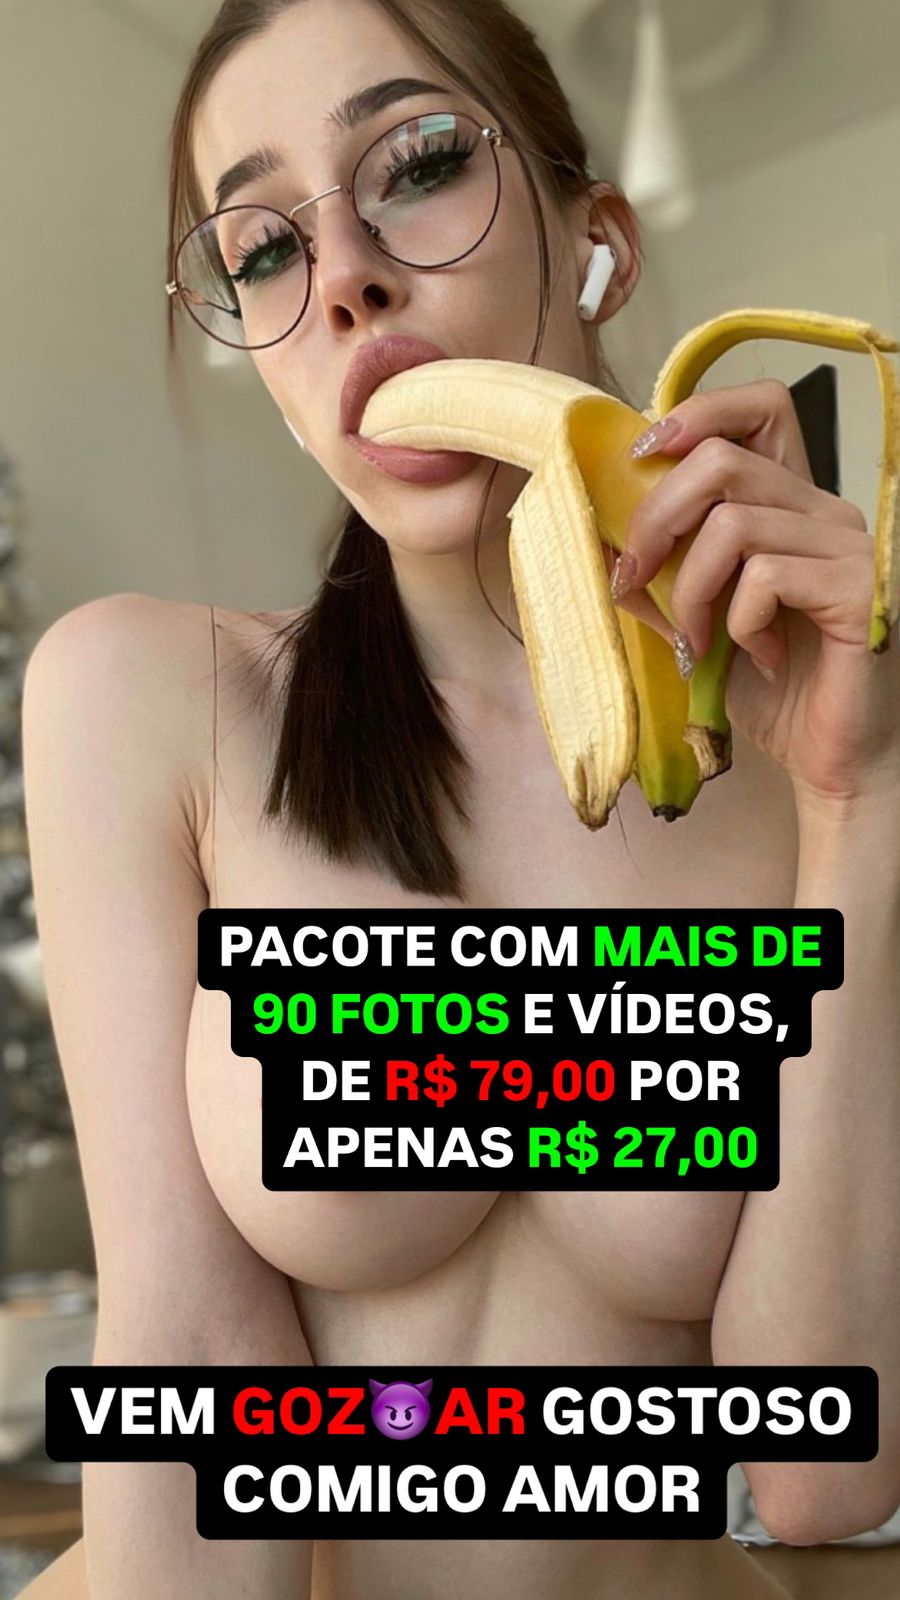 PACOTE COM MAIS DE
90 FOTOS E VÍDEOS,
DE R$ 79,00 POR
APENAS R$ 27,00
VEM GOZ😈AR GOSTOSO
COMIGO AMOR